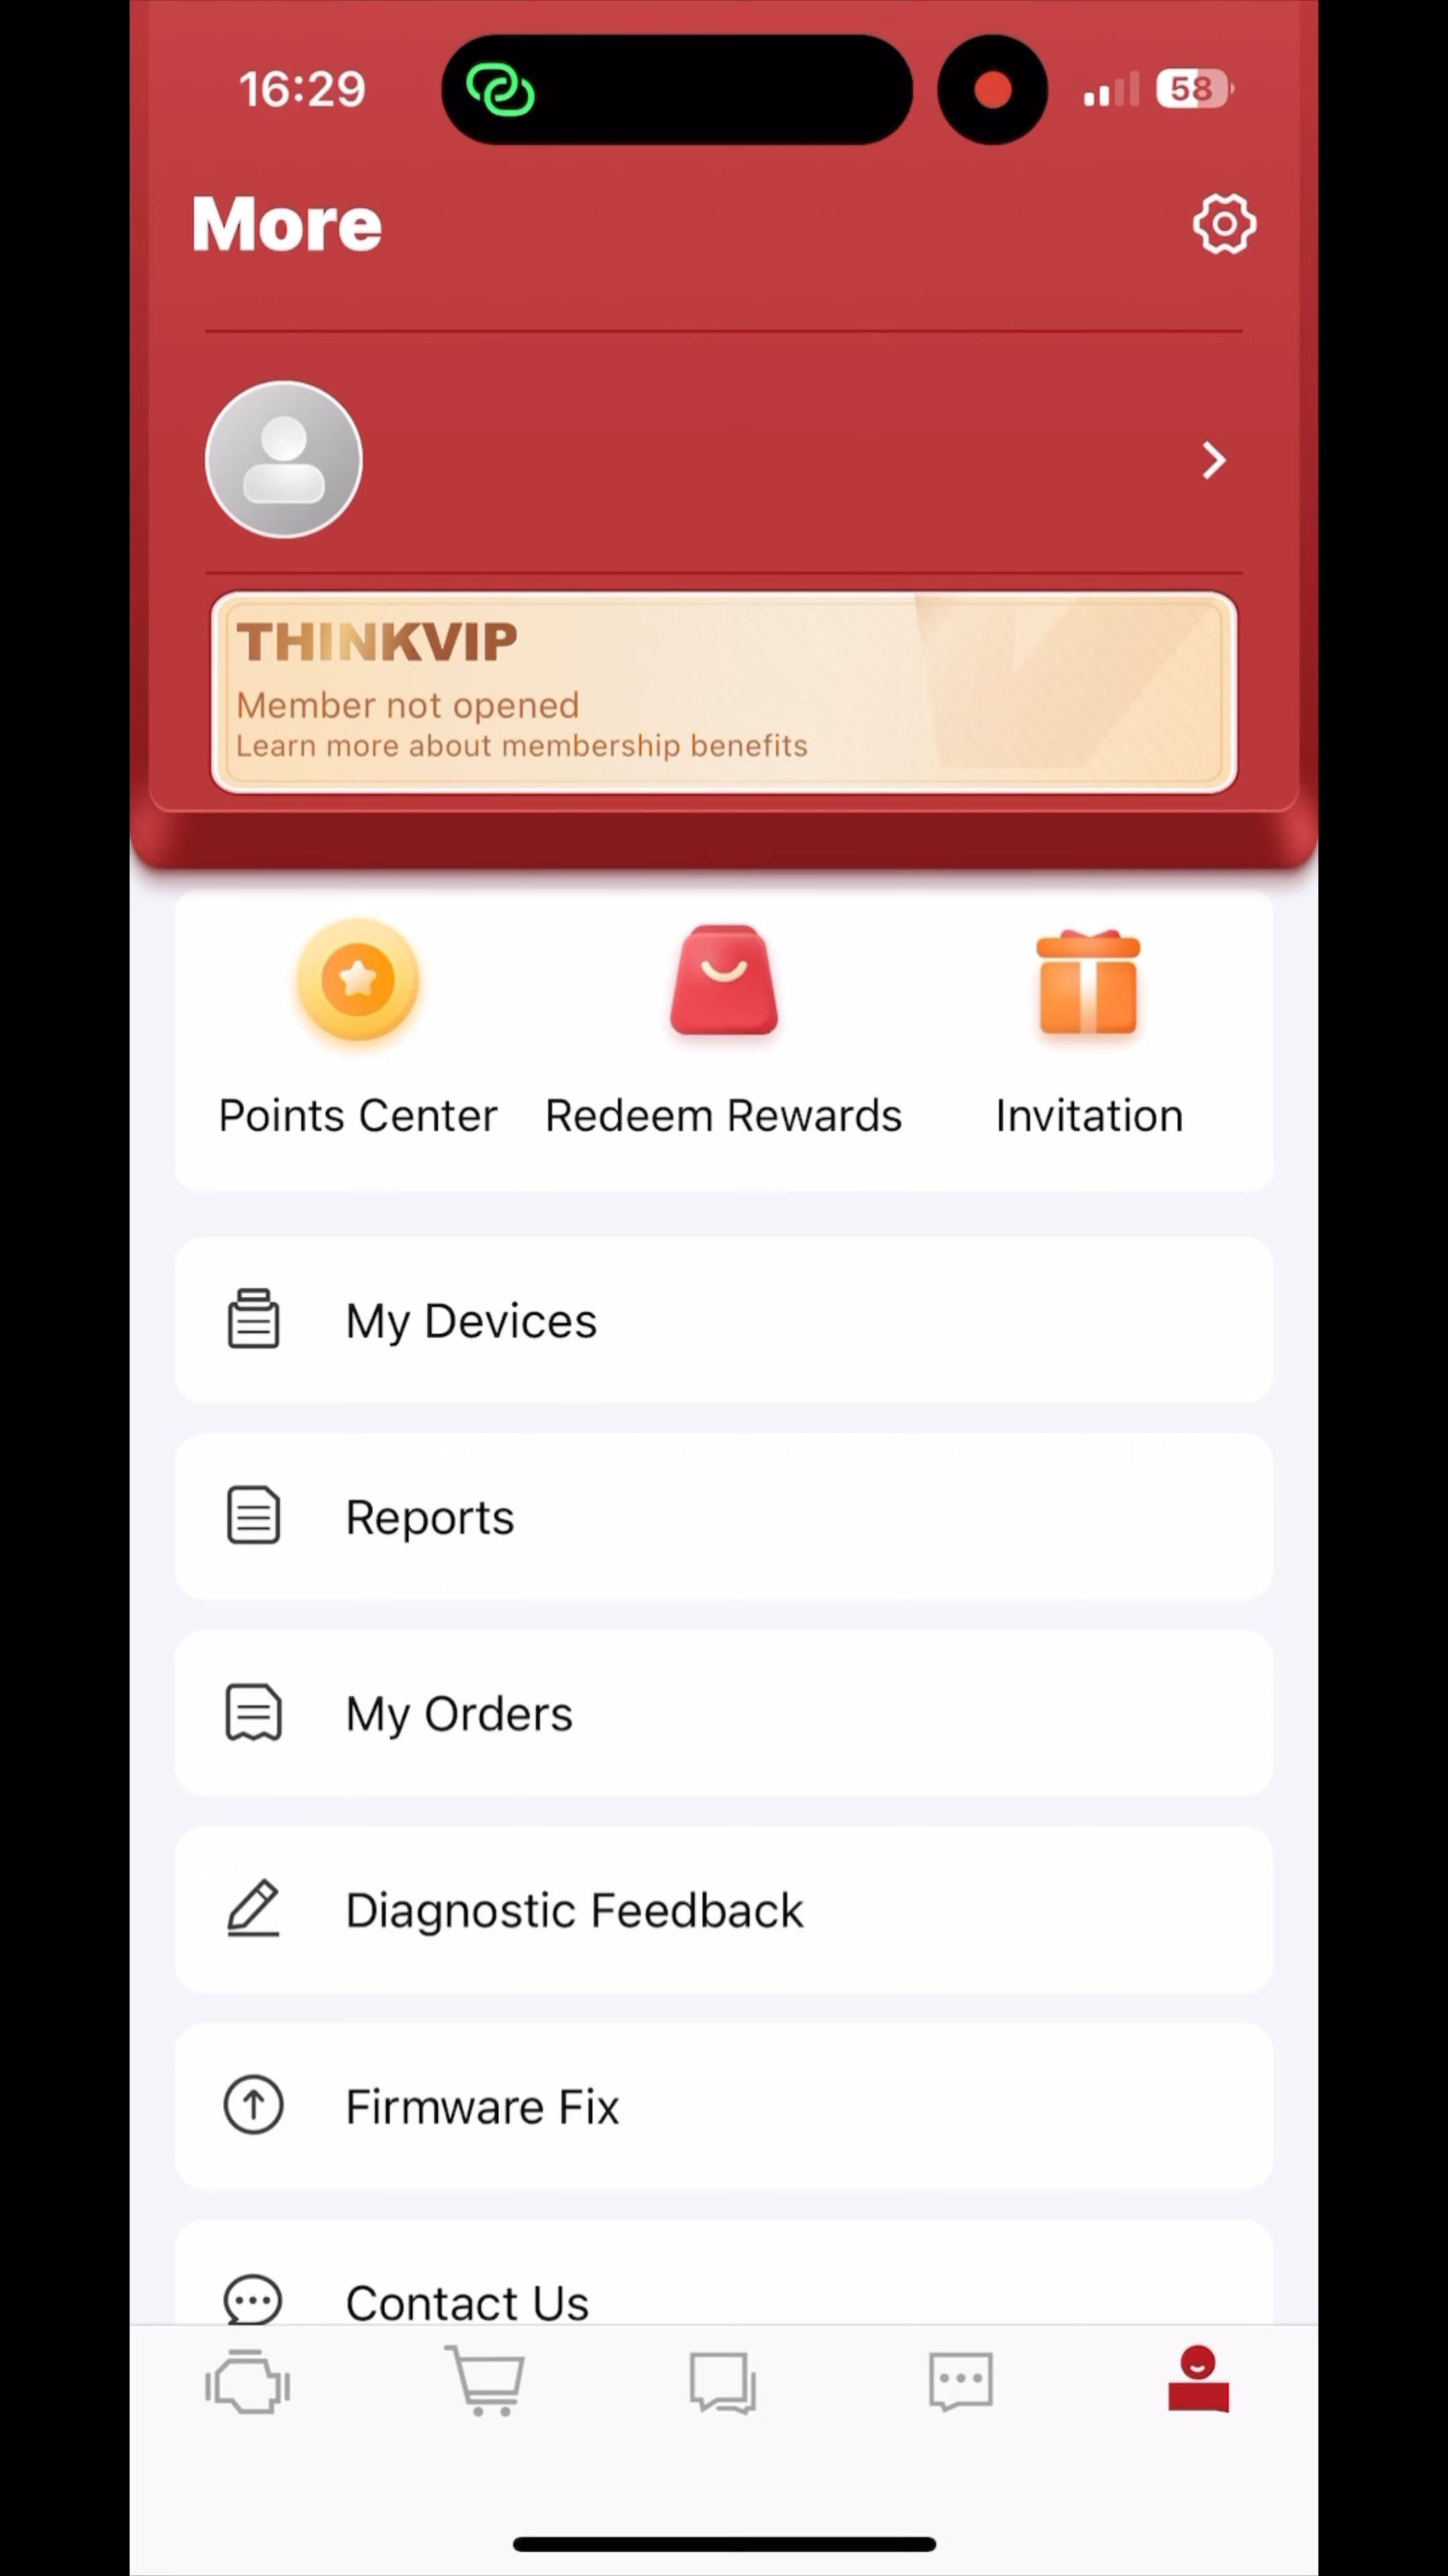 16:29
58
More
THINKVIP
Member not opened
Learn more about membership benefits
Points Center
Redeem Rewards
Invitation
My Devices
Reports
My Orders
Diagnostic Feedback
Firmware Fix
Contact Us